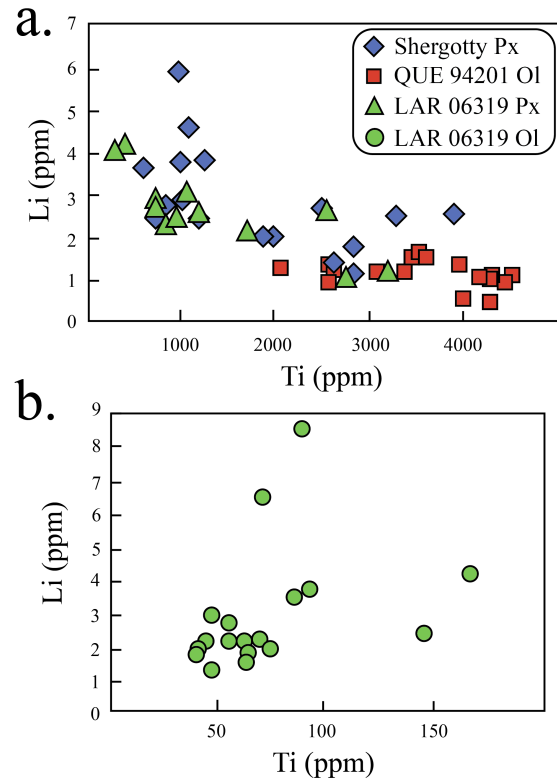 a.
7
6
5
4
3
2
1
0
Li (ppm)
1000 2000 3000 4000
Ti (ppm)
Shergotty Px
QUE 94201 Ol
LAR 06319 Px
LAR 06319 Ol
b.
9
8
7
6
5
4
3
2
1
0
Li (ppm)
50 100 150
Ti (ppm)